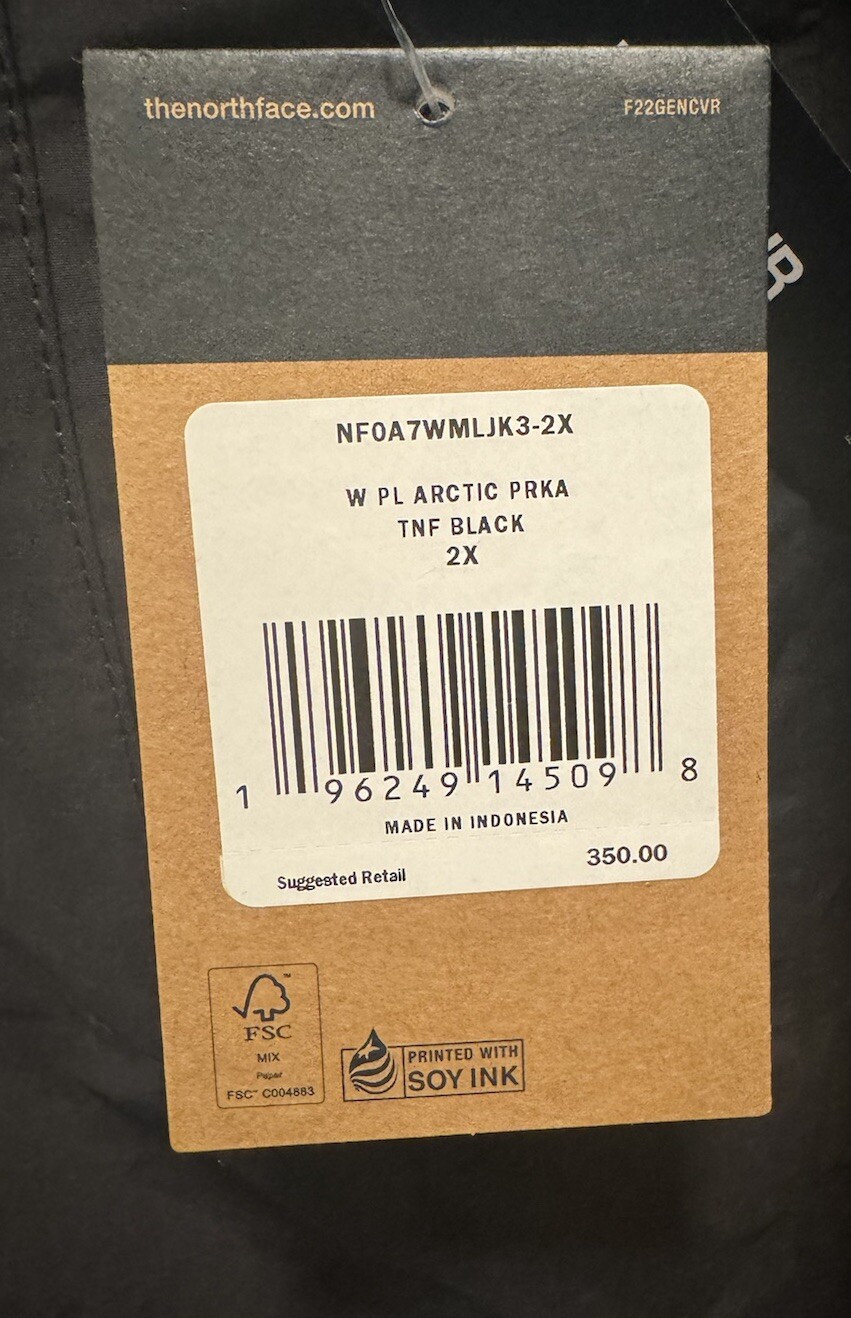 thenorthface.com
F22GENCVR
NF0A7WMLJK3-2X
W PL ARCTIC PRKA
TNF BLACK
2X
1 96249 14509 8
MADE IN INDONESIA
350.00
Suggested Retail
FSC
MIX
Paper
FSC™ C004883
PRINTED WITH
SOY INK